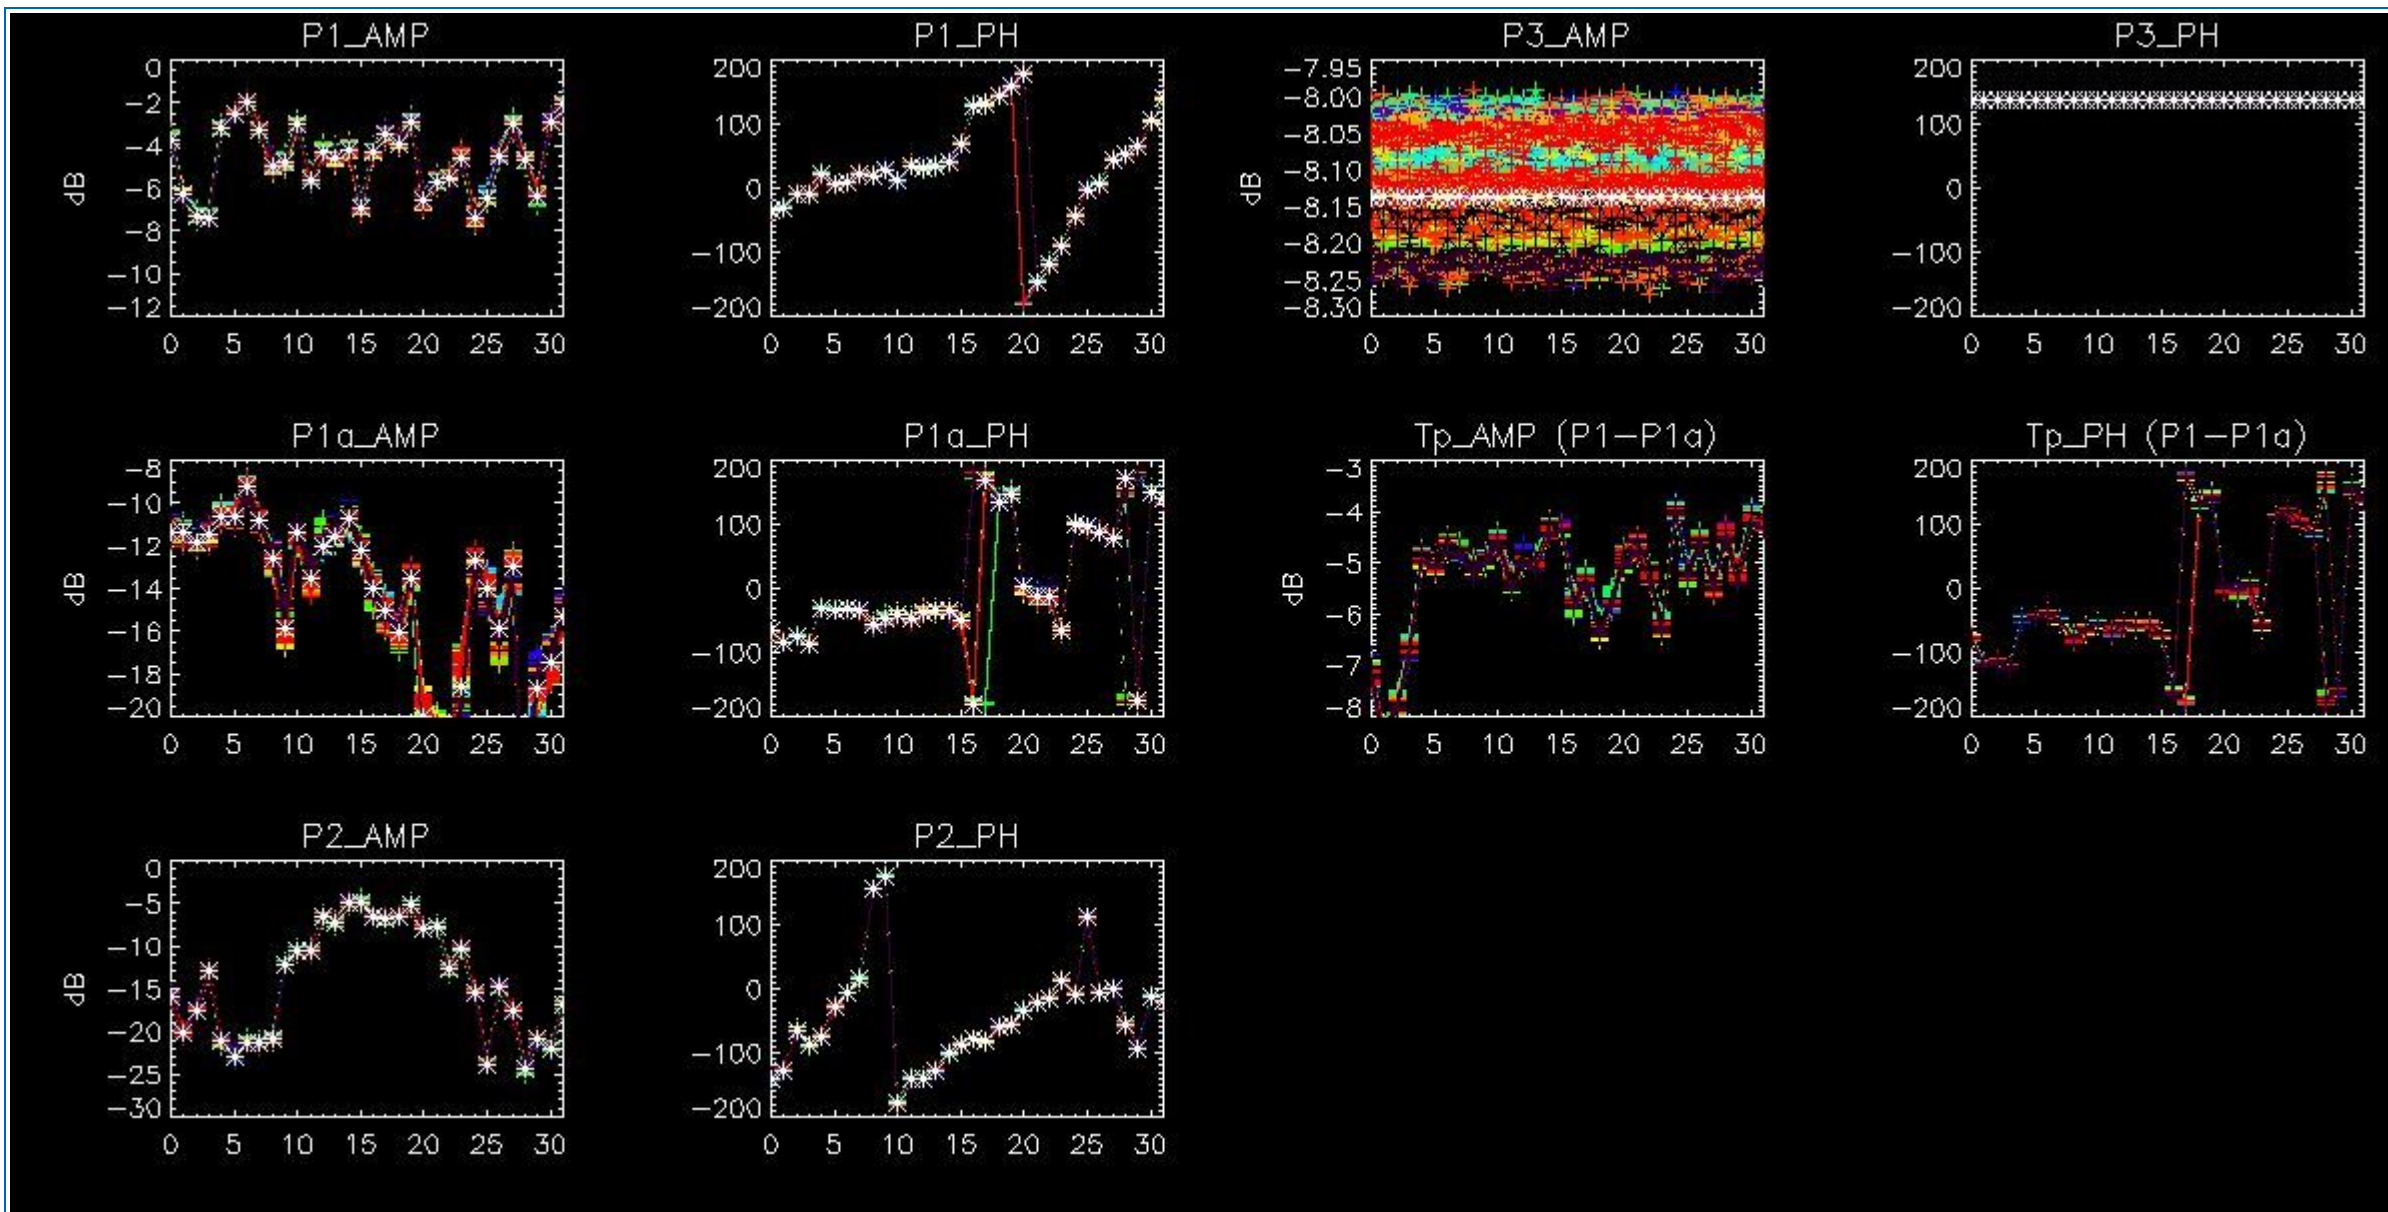 P1_AMP
0
−2
−4
−6
−8
−10
−12
dB
0 5 10 15 20 25 30
P1_PH
200
100
0
−100
−200
0 5 10 15 20 25 30
P3_AMP
−7.95
−8.00
−8.05
−8.10
−8.15
−8.20
−8.25
−8.30
dB
0 5 10 15 20 25 30
P3_PH
200
100
0
−100
−200
0 5 10 15 20 25 30
P1a_AMP
−8
−10
−12
−14
−16
−18
−20
dB
0 5 10 15 20 25 30
P1a_PH
200
100
0
−100
−200
0 5 10 15 20 25 30
Tp_AMP (P1−P1a)
−3
−4
−5
−6
−7
−8
dB
0 5 10 15 20 25 30
Tp_PH (P1−P1a)
200
100
0
−100
−200
0 5 10 15 20 25 30
P2_AMP
0
−5
−10
−15
−20
−25
−30
dB
0 5 10 15 20 25 30
P2_PH
200
100
0
−100
−200
0 5 10 15 20 25 30